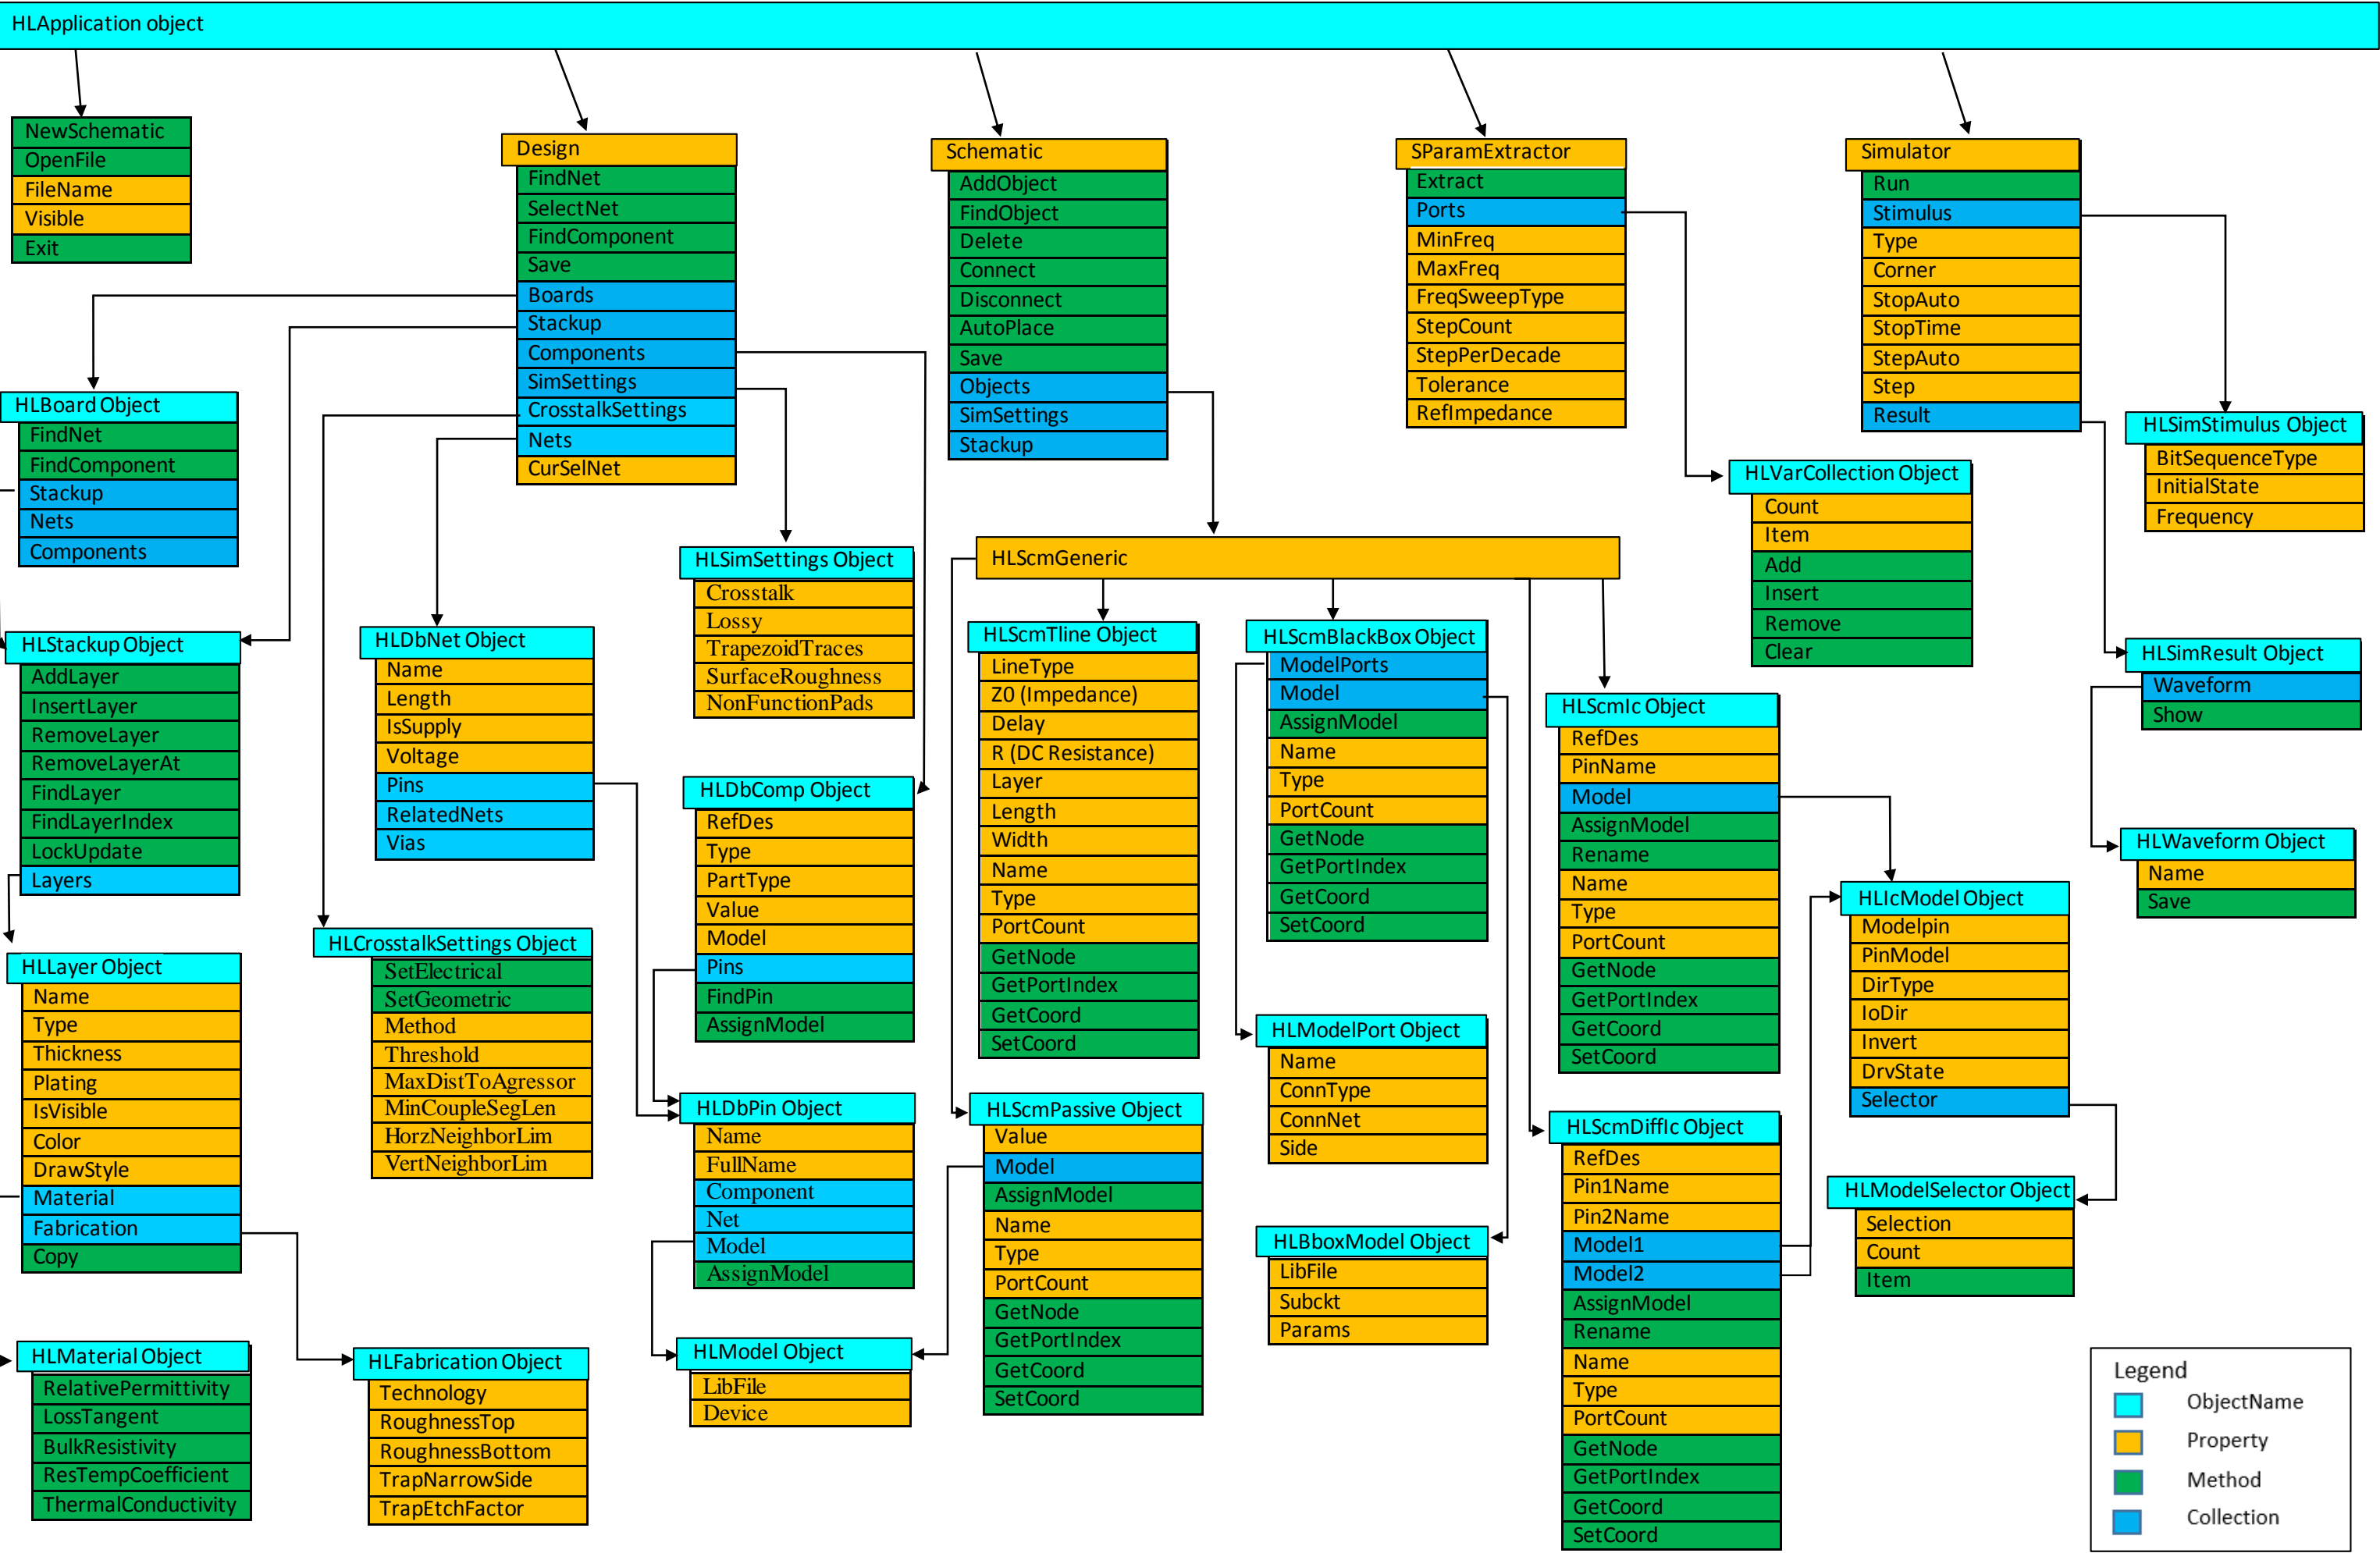 HLApplication object
NewSchematic
OpenFile
FileName
Visible
Exit
Design
FindNet
SelectNet
FindComponent
Save
Boards
Stackup
Components
SimSettings
CrosstalkSettings
Nets
CurSelNet
Schematic
AddObject
FindObject
Delete
Connect
Disconnect
AutoPlace
Save
Objects
SimSettings
Stackup
SParamExtractor
Extract
Ports
MinFreq
MaxFreq
FreqSweepType
StepCount
StepPerDecade
Tolerance
RefImpedance
Simulator
Run
Stimulus
Type
Corner
StopAuto
StopTime
StepAuto
Step
Result
HLBoard Object
FindNet
FindComponent
Stackup
Nets
Components
HLSimStimulus Object
BitSequenceType
InitialState
Frequency
HLVarCollection Object
Count
Item
Add
Insert
Remove
Clear
HLSimSettings Object
Crosstalk
Lossy
TrapezoidTraces
SurfaceRoughness
NonFunctionPads
HLScmGeneric
HLStackup Object
AddLayer
InsertLayer
RemoveLayer
RemoveLayerAt
FindLayer
FindLayerIndex
LockUpdate
Layers
HLDbNet Object
Name
Length
IsSupply
Voltage
Pins
RelatedNets
Vias
HLScmTline Object
LineType
Z0 (Impedance)
Delay
R (DC Resistance)
Layer
Length
Width
Name
Type
PortCount
GetNode
GetPortIndex
GetCoord
SetCoord
HLScmBlackBox Object
ModelPorts
Model
AssignModel
Name
Type
PortCount
GetNode
GetPortIndex
GetCoord
SetCoord
HLSimResult Object
Waveform
Show
HLScmIc Object
RefDes
PinName
Model
AssignModel
Rename
Name
Type
PortCount
GetNode
GetPortIndex
GetCoord
SetCoord
HLDbComp Object
RefDes
Type
PartType
Value
Model
Pins
FindPin
AssignModel
HLWaveform Object
Name
Save
HLIcModel Object
Modelpin
PinModel
DirType
IoDir
Invert
DrvState
Selector
HLCrosstalkSettings Object
SetElectrical
SetGeometric
Method
Threshold
MaxDistToAgressor
MinCoupleSegLen
HorzNeighborLim
VertNeighborLim
HLLayer Object
Name
Type
Thickness
Plating
IsVisible
Color
DrawStyle
Material
Fabrication
Copy
HLModelPort Object
Name
ConnType
ConnNet
Side
HLDbPin Object
Name
FullName
Component
Net
Model
AssignModel
HLScmPassive Object
Value
Model
AssignModel
Name
Type
PortCount
GetNode
GetPortIndex
GetCoord
SetCoord
HLScmDiffIc Object
RefDes
Pin1Name
Pin2Name
Model1
Model2
AssignModel
Rename
Name
Type
PortCount
GetNode
GetPortIndex
GetCoord
SetCoord
HLModelSelector Object
Selection
Count
Item
HLBboxModel Object
LibFile
Subckt
Params
HLMaterial Object
RelativePermittivity
LossTangent
BulkResistivity
ResTempCoefficient
ThermalConductivity
HLFabrication Object
Technology
RoughnessTop
RoughnessBottom
TrapNarrowSide
TrapEtchFactor
HLModel Object
LibFile
Device
Legend
ObjectName
Property
Method
Collection